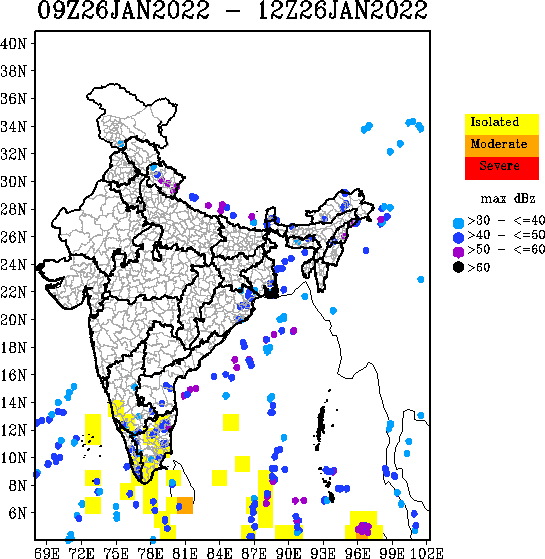 09Z26JAN2022 - 12Z26JAN2022
40N
38N
36N
34N
32N
30N
28N
26N
24N
22N
20N
18N
16N
14N
12N
10N
8N
6N
69E 72E 75E 78E 81E 84E 87E 90E 93E 96E 99E 102E
Isolated
Moderate
Severe
max dBz
>30 - <=40
>40 - <=50
>50 - <=60
>60